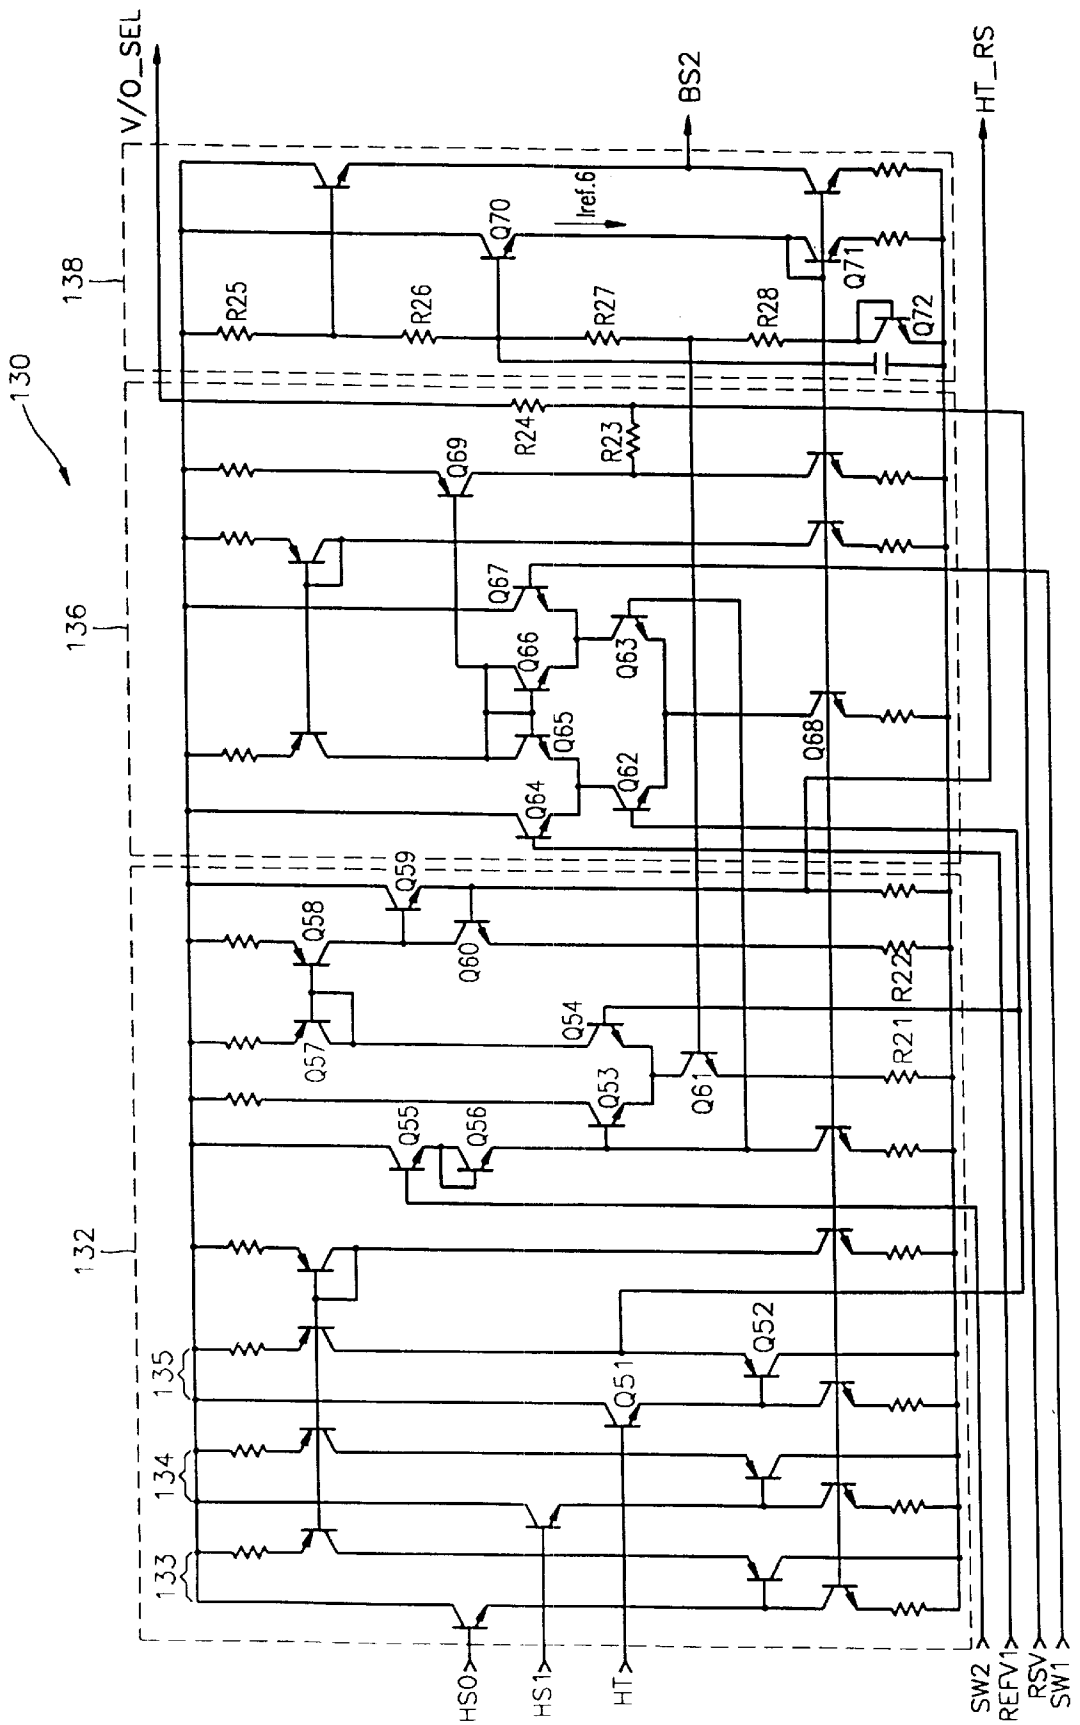 130
138
136
132
133
134
135
V/O_SEL
BS2
HT_RS
HS0
HS1
HT
SW2
REFV1
RSV
SW1
R25
R26
R27
R28
Q70
Iref.6
Q71
Q72
R24
R23
Q69
Q67
Q66
Q65
Q64
Q63
Q62
Q68
Q59
Q58
Q60
Q57
Q54
Q53
Q55
Q56
Q61
R22
R21
Q52
Q51